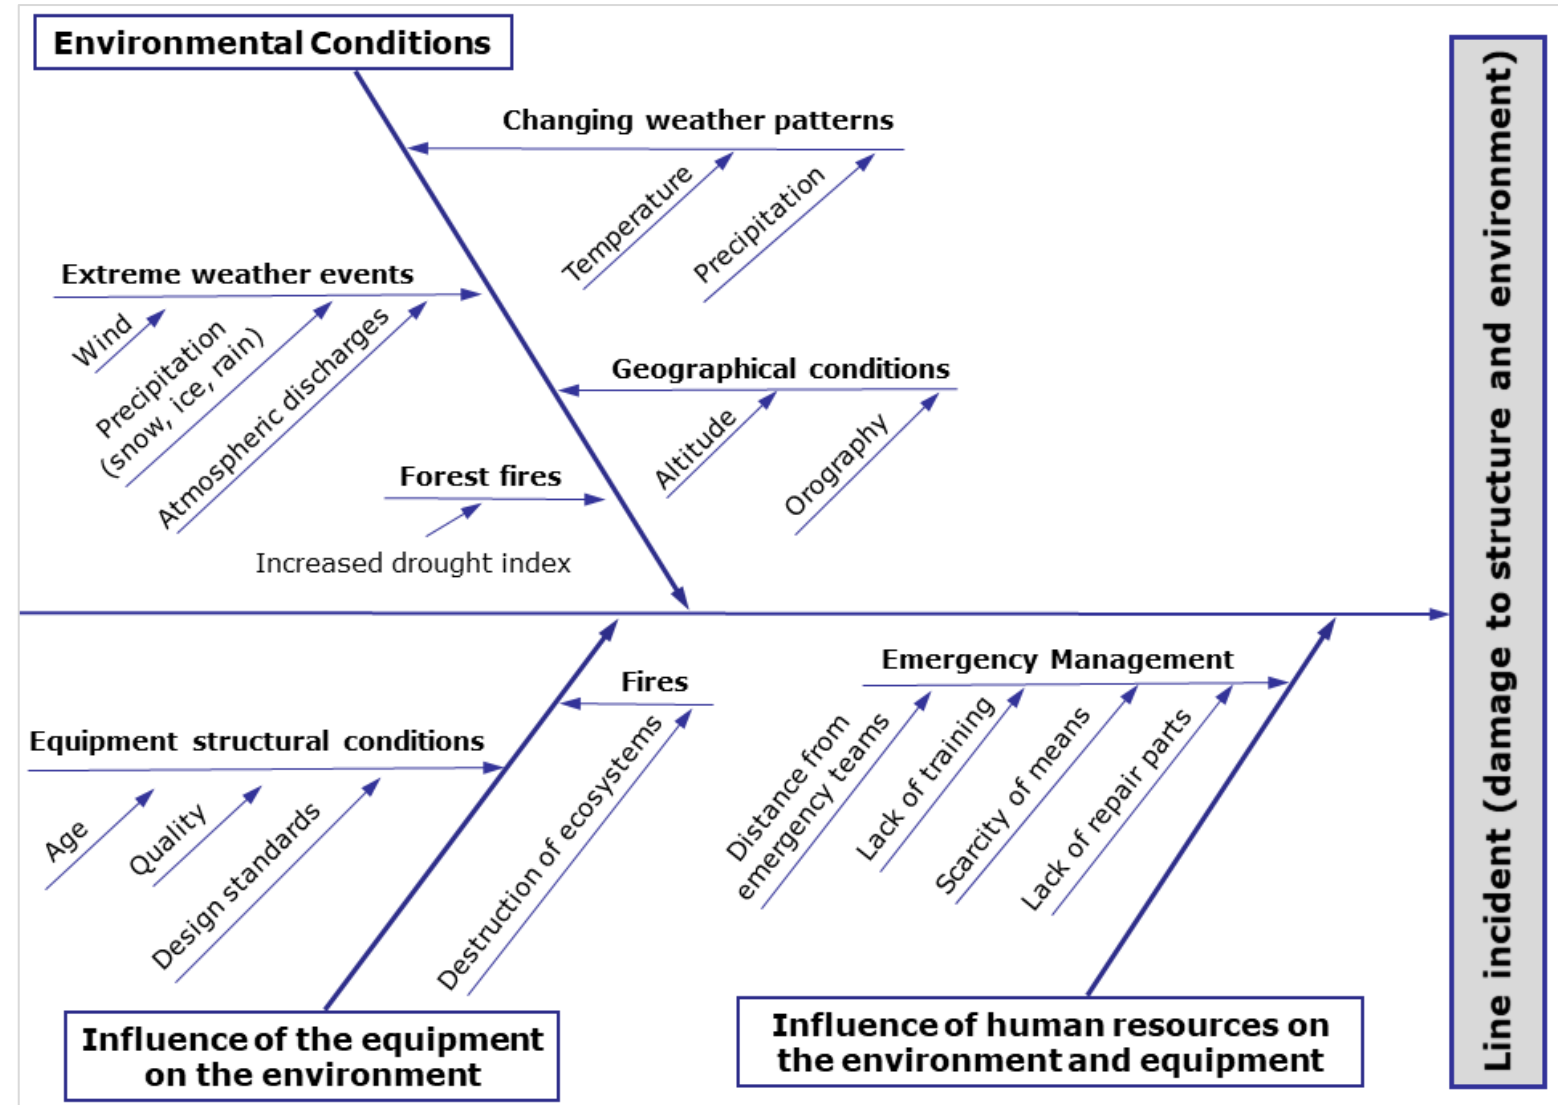 Environmental Conditions
Changing weather patterns
Temperature
Precipitation
Extreme weather events
Wind
Precipitation
(snow, ice, rain)
Atmospheric discharges
Geographical conditions
Altitude
Orography
Forest fires
Increased drought index
Line incident (damage to structure and environment)
Equipment structural conditions
Age
Quality
Design standards
Fires
Destruction of ecosystems
Influence of the equipment
on the environment
Emergency Management
Distance from
emergency teams
Lack of training
Scarcity of means
Lack of repair parts
Influence of human resources on
the environment and equipment